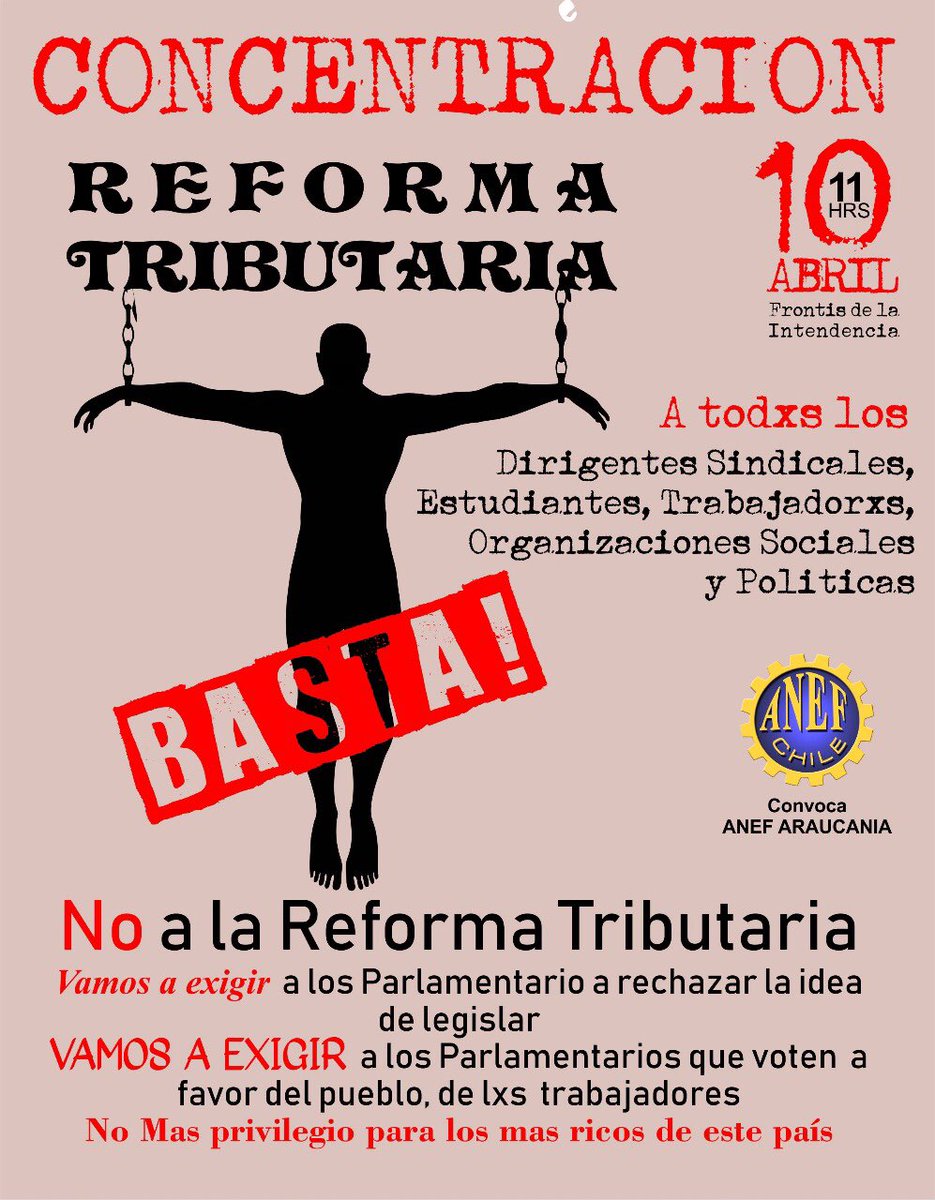 e
CONCENTRACION
REFORMA
TRIBUTARIA
10
11
HRS
ABRIL
Frontis de la
Intendencia
A todxs los
Dirigentes Sindicales,
Estudiantes, Trabajadorxs,
Organizaciones Sociales
y Politicas
BASTA!
ANEF
CHILE
Convoca
ANEF ARAUCANIA
No a la Reforma Tributaria
Vamos a exigir a los Parlamentario a rechazar la idea
de legislar
VAMOS A EXIGIR a los Parlamentarios que voten a
favor del pueblo, de lxs trabajadores
No Mas privilegio para los mas ricos de este país